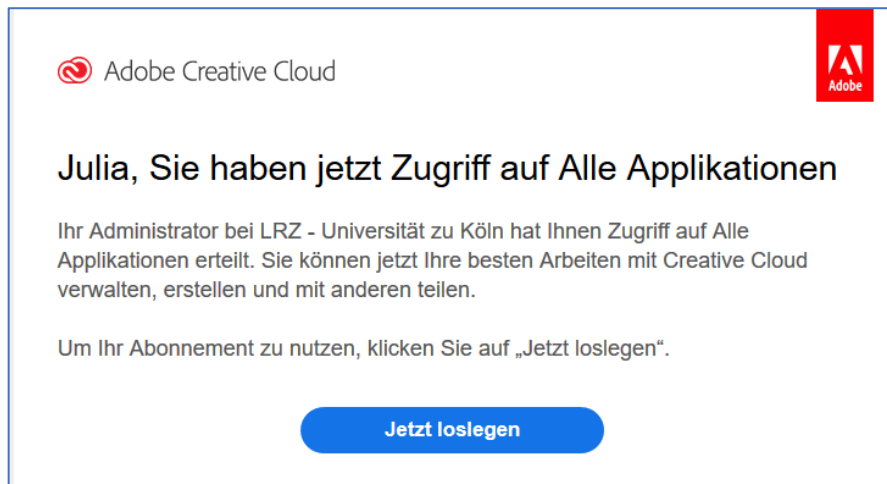 Adobe Creative Cloud
Adobe
Julia, Sie haben jetzt Zugriff auf Alle Applikationen
Ihr Administrator bei LRZ - Universität zu Köln hat Ihnen Zugriff auf Alle
Applikationen erteilt. Sie können jetzt Ihre besten Arbeiten mit Creative Cloud
verwalten, erstellen und mit anderen teilen.
Um Ihr Abonnement zu nutzen, klicken Sie auf „Jetzt loslegen“.
Jetzt loslegen